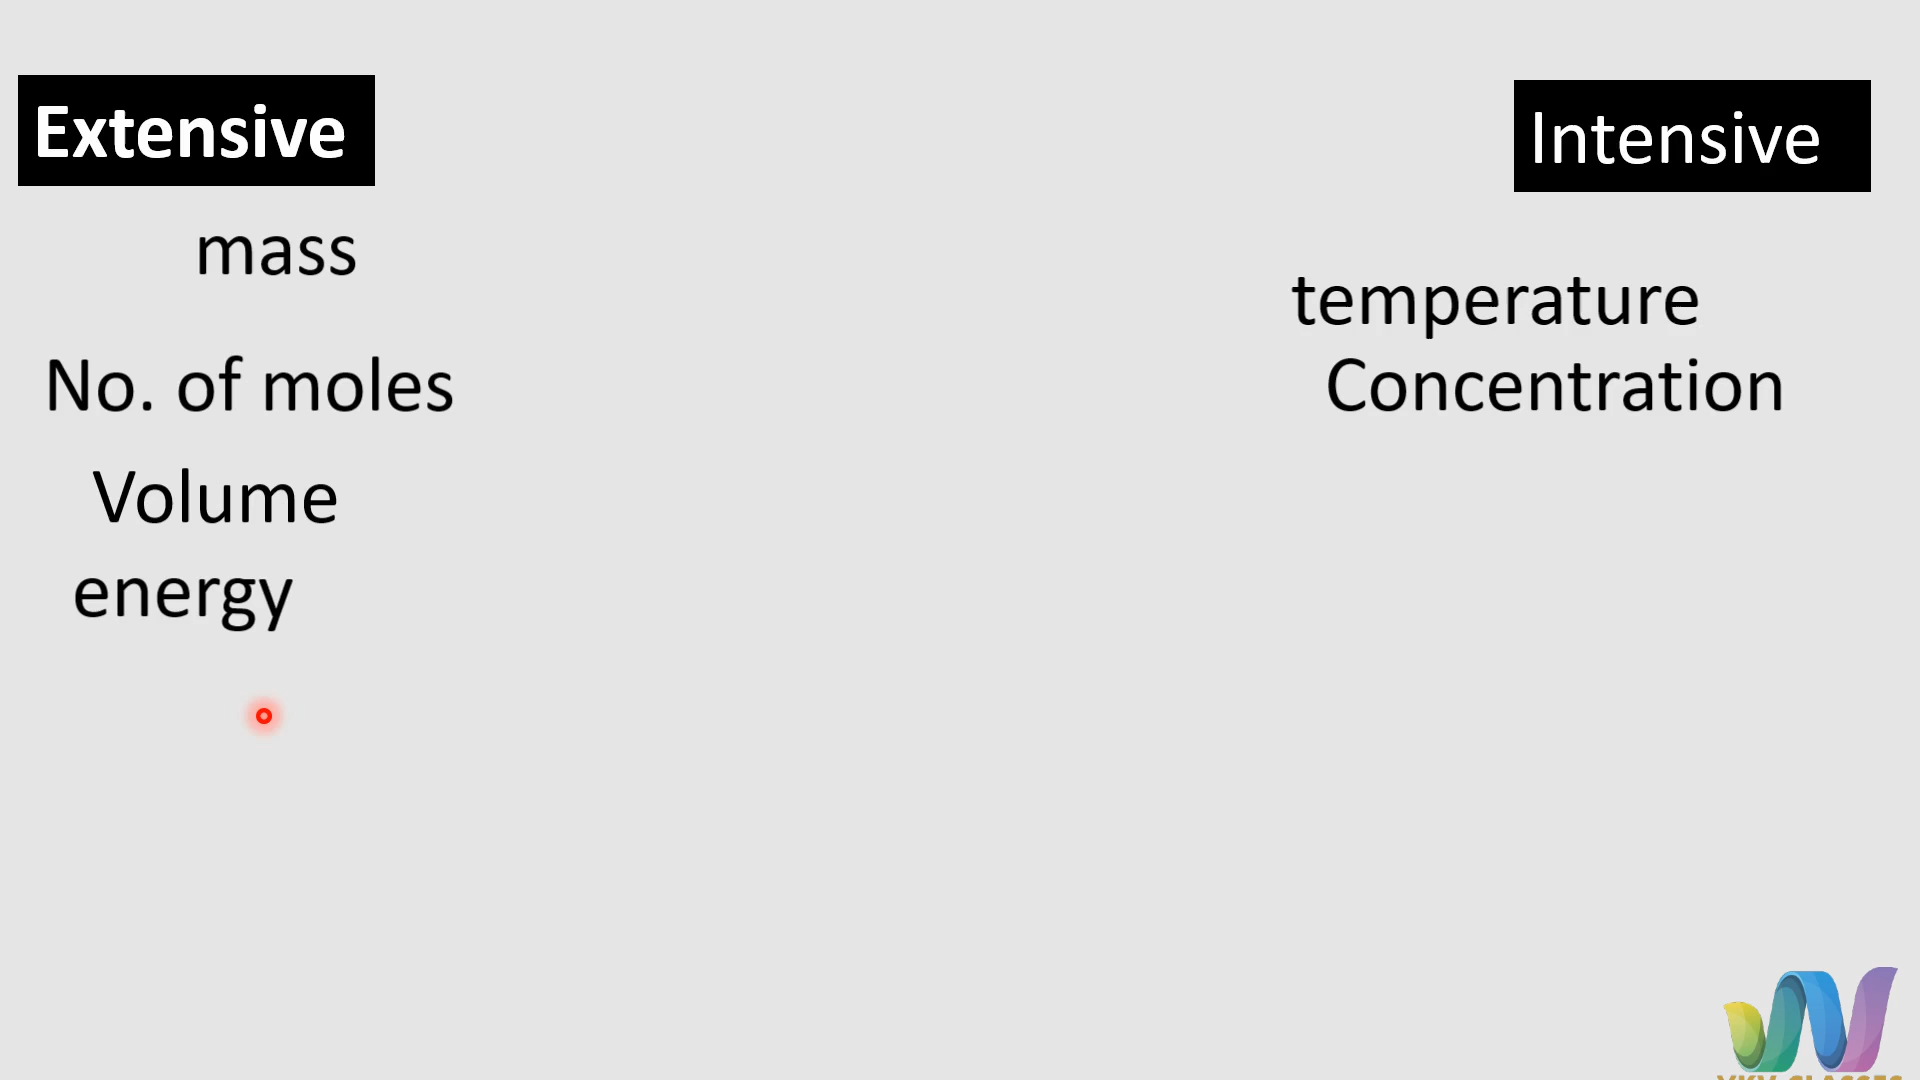 Extensive
Intensive
mass
temperature
No. of moles
Concentration
Volume
energy